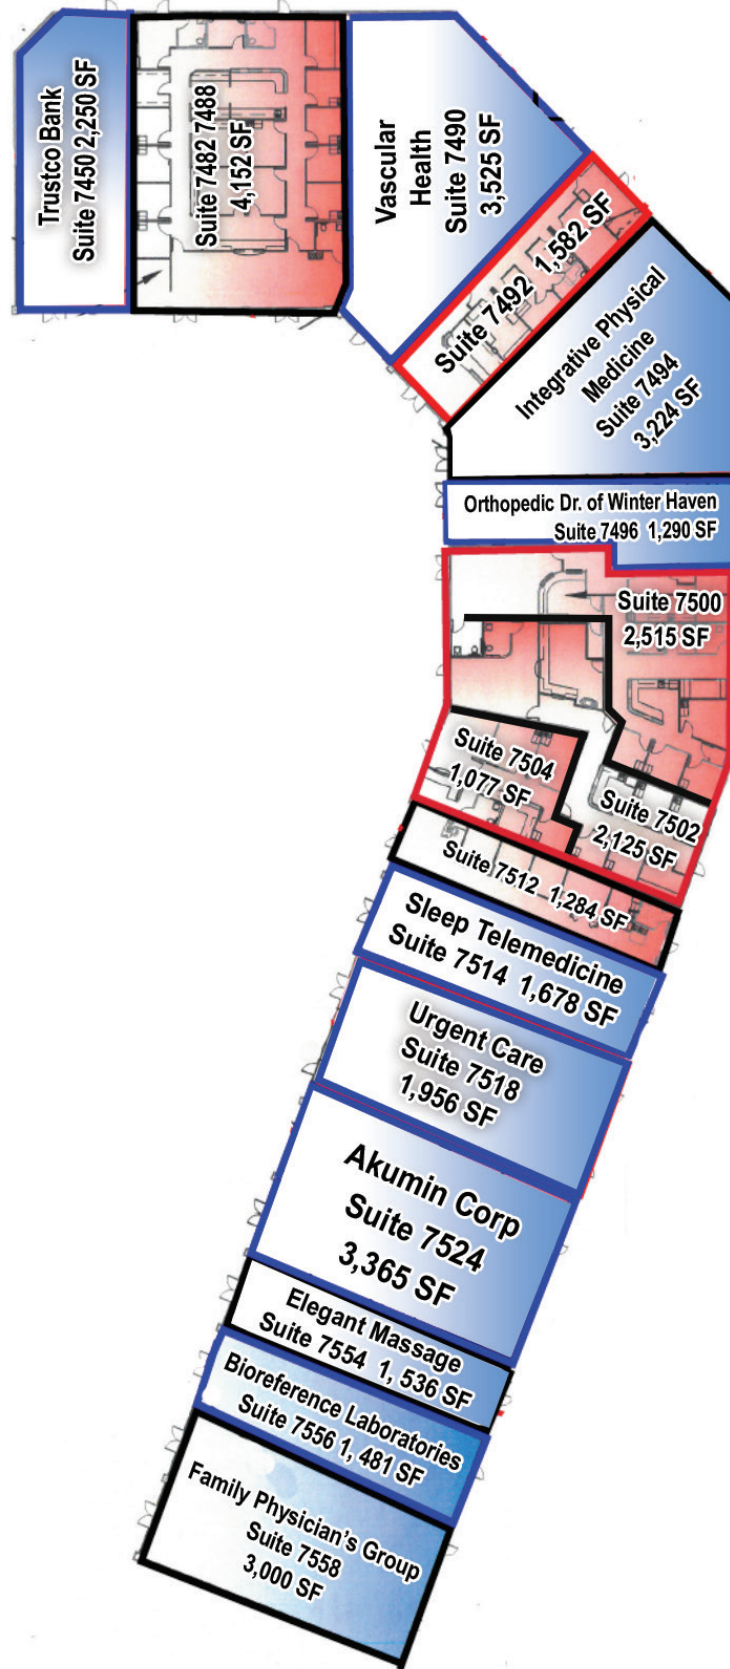 Trustco Bank
Suite 7450 2,250 SF
Suite 7482 7488
4,152 SF
Vascular
Health
Suite 7490
3,525 SF
Suite 7492 1,582 SF
Integrative Physical
Medicine
Suite 7494
3,224 SF
Orthopedic Dr. of Winter Haven
Suite 7496 1,290 SF
Suite 7500
2,515 SF
Suite 7504
1,077 SF
Suite 7502
2,125 SF
Suite 7512 1,284 SF
Sleep Telemedicine
Suite 7514 1,678 SF
Urgent Care
Suite 7518
1,956 SF
Akumin Corp
Suite 7524
3,365 SF
Elegant Massage
Suite 7554 1, 536 SF
Bioreference Laboratories
Suite 7556 1, 481 SF
Family Physician's Group
Suite 7558
3,000 SF